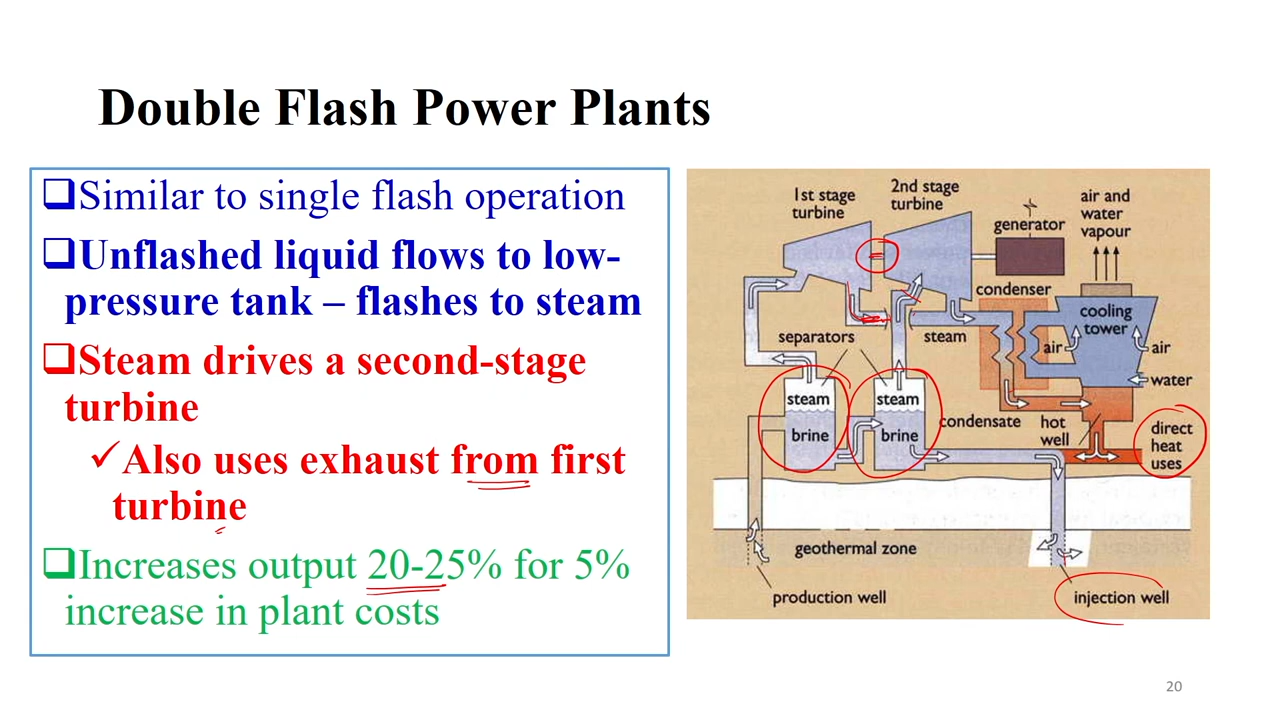 Double Flash Power Plants
❑Similar to single flash operation
❑Unflashed liquid flows to low-
pressure tank – flashes to steam
❑Steam drives a second-stage
turbine
✓Also uses exhaust from first
turbine
❑Increases output 20-25% for 5%
increase in plant costs
1st stage
turbine
2nd stage
turbine
generator
air and
water
vapour
condenser
cooling
tower
separators
steam
air
air
water
steam
brine
steam
brine
condensate
hot
well
direct
heat
uses
geothermal zone
production well
injection well
20